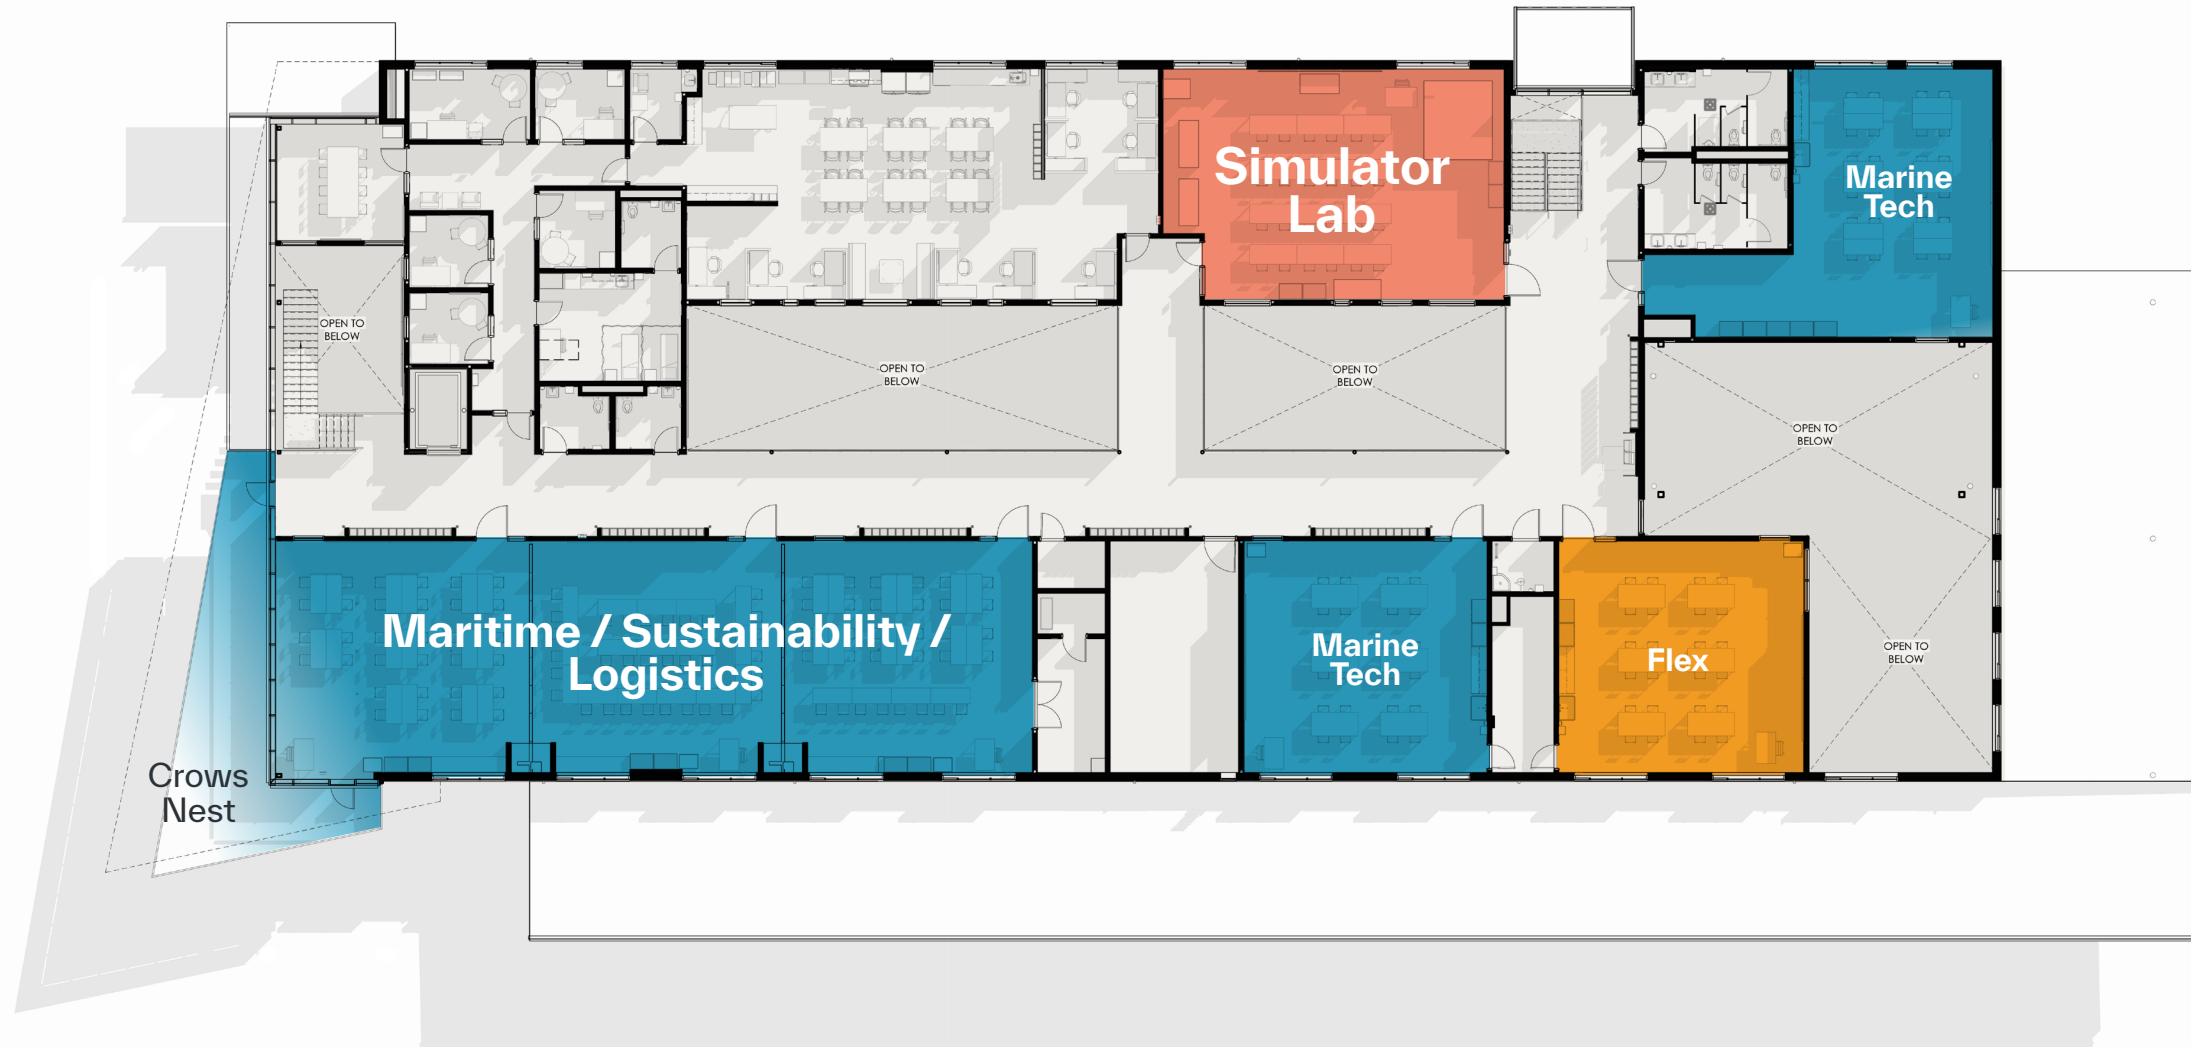 Simulator
Lab
Marine
Tech
OPEN TO
BELOW
OPEN TO
BELOW
OPEN TO
BELOW
OPEN TO
BELOW
Maritime / Sustainability /
Logistics
Marine
Tech
Flex
OPEN TO
BELOW
Crows
Nest